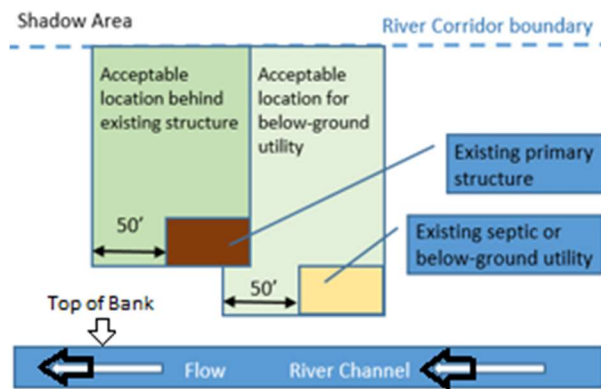 Shadow Area
River Corridor boundary
Acceptable
location behind
existing structure
Acceptable
location for
below-ground
utility
Existing primary
structure
50’
Existing septic or
below-ground utility
50’
Top of Bank
Flow
River Channel